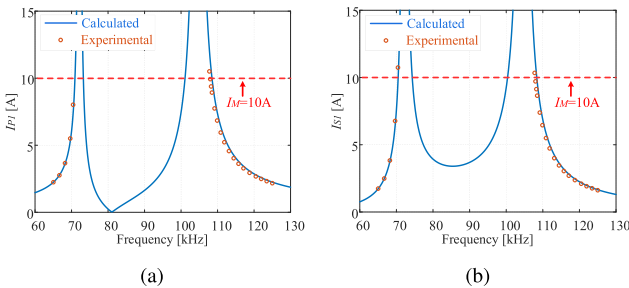 15
10
5
0
I_P1 [A]
Calculated
Experimental
I_M=10A
60 70 80 90 100 110 120 130
Frequency [kHz]
(a)
15
10
5
0
I_S1 [A]
Calculated
Experimental
I_M=10A
60 70 80 90 100 110 120 130
Frequency [kHz]
(b)